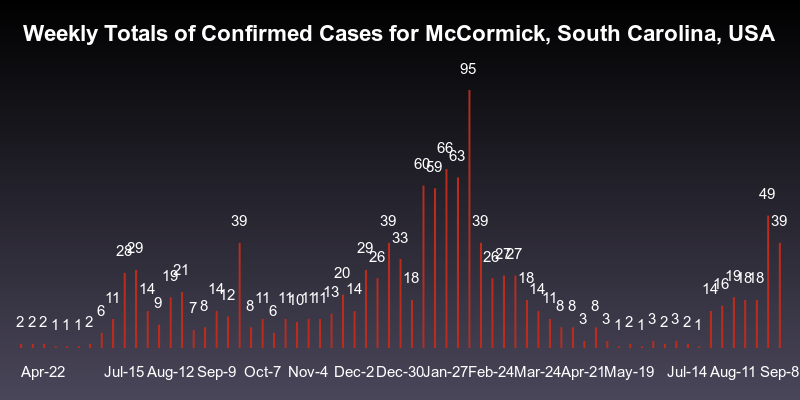 Weekly Totals of Confirmed Cases for McCormick, South Carolina, USA
2 2 2 1 1 1 2 6 11 28 29 14 9 19 21 7 8 14 12 39 8 11 6 11 10 11 11 13 20 14 29 26 39 33 18 60 59 66 63 95 39 26 27 27 18 14 11 8 8 3 8 3 1 2 1 3 2 3 2 1 14 16 19 18 18 49 39
Apr-22 Jul-15 Aug-12 Sep-9 Oct-7 Nov-4 Dec-2 Dec-30 Jan-27 Feb-24 Mar-24 Apr-21 May-19 Jul-14 Aug-11 Sep-8